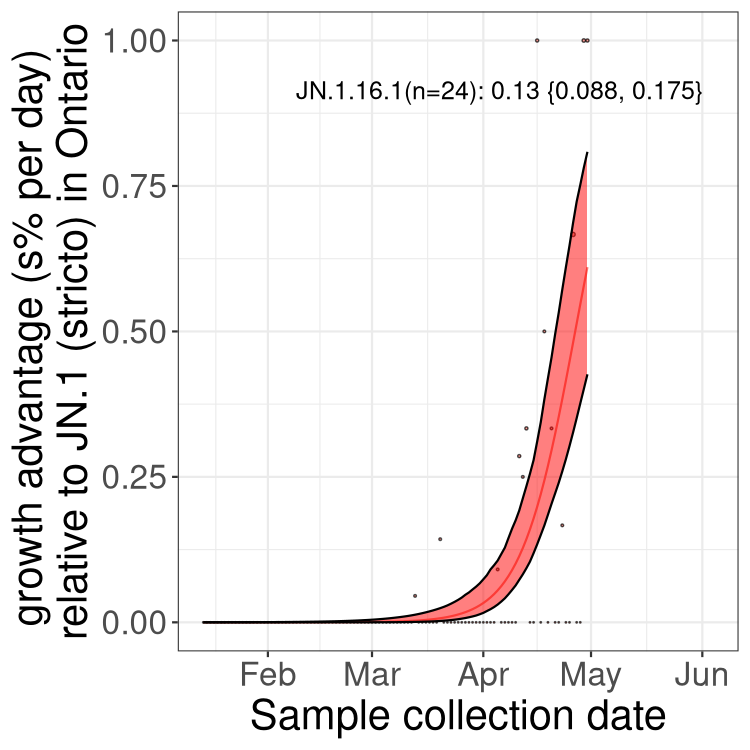 growth advantage (s% per day)
relative to JN.1 (stricto) in Ontario
1.00
0.75
0.50
0.25
0.00
JN.1.16.1(n=24): 0.13 {0.088, 0.175}
Feb Mar Apr May Jun
Sample collection date